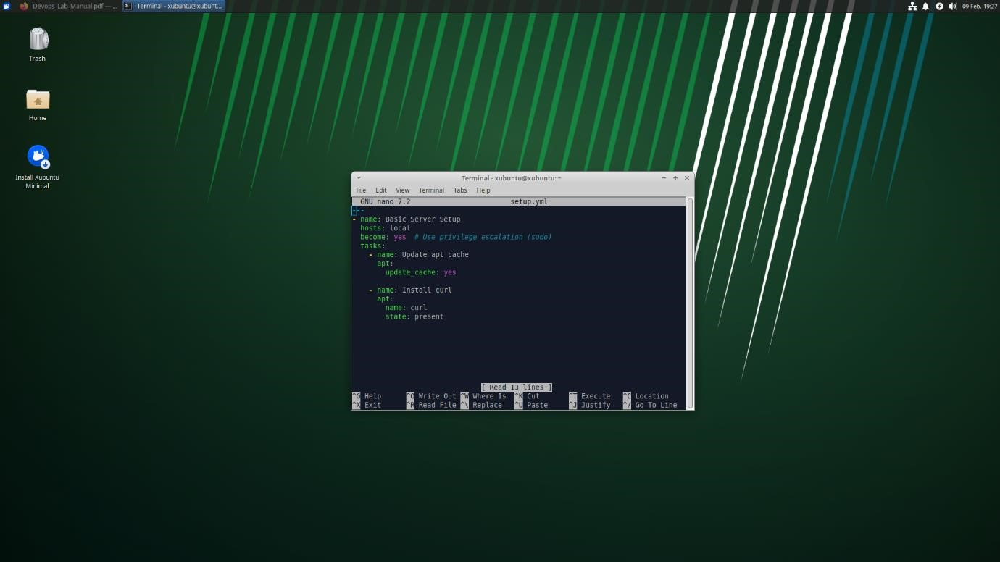 Devops_Lab_Manual.pdf — ...
Terminal - xubuntu@xubunt...
09 Feb, 19:27
Trash
Home
Install Xubuntu
Minimal
Terminal - xubuntu@xubuntu: ~
File Edit View Terminal Tabs Help
GNU nano 7.2 setup.yml
---
- name: Basic Server Setup
  hosts: local
  become: yes  # Use privilege escalation (sudo)
  tasks:
    - name: Update apt cache
      apt:
        update_cache: yes

    - name: Install curl
      apt:
        name: curl
        state: present
[ Read 13 lines ]
^G Help ^O Write Out ^W Where Is ^K Cut ^T Execute ^C Location
^X Exit ^R Read File ^\ Replace ^U Paste ^J Justify ^/ Go To Line